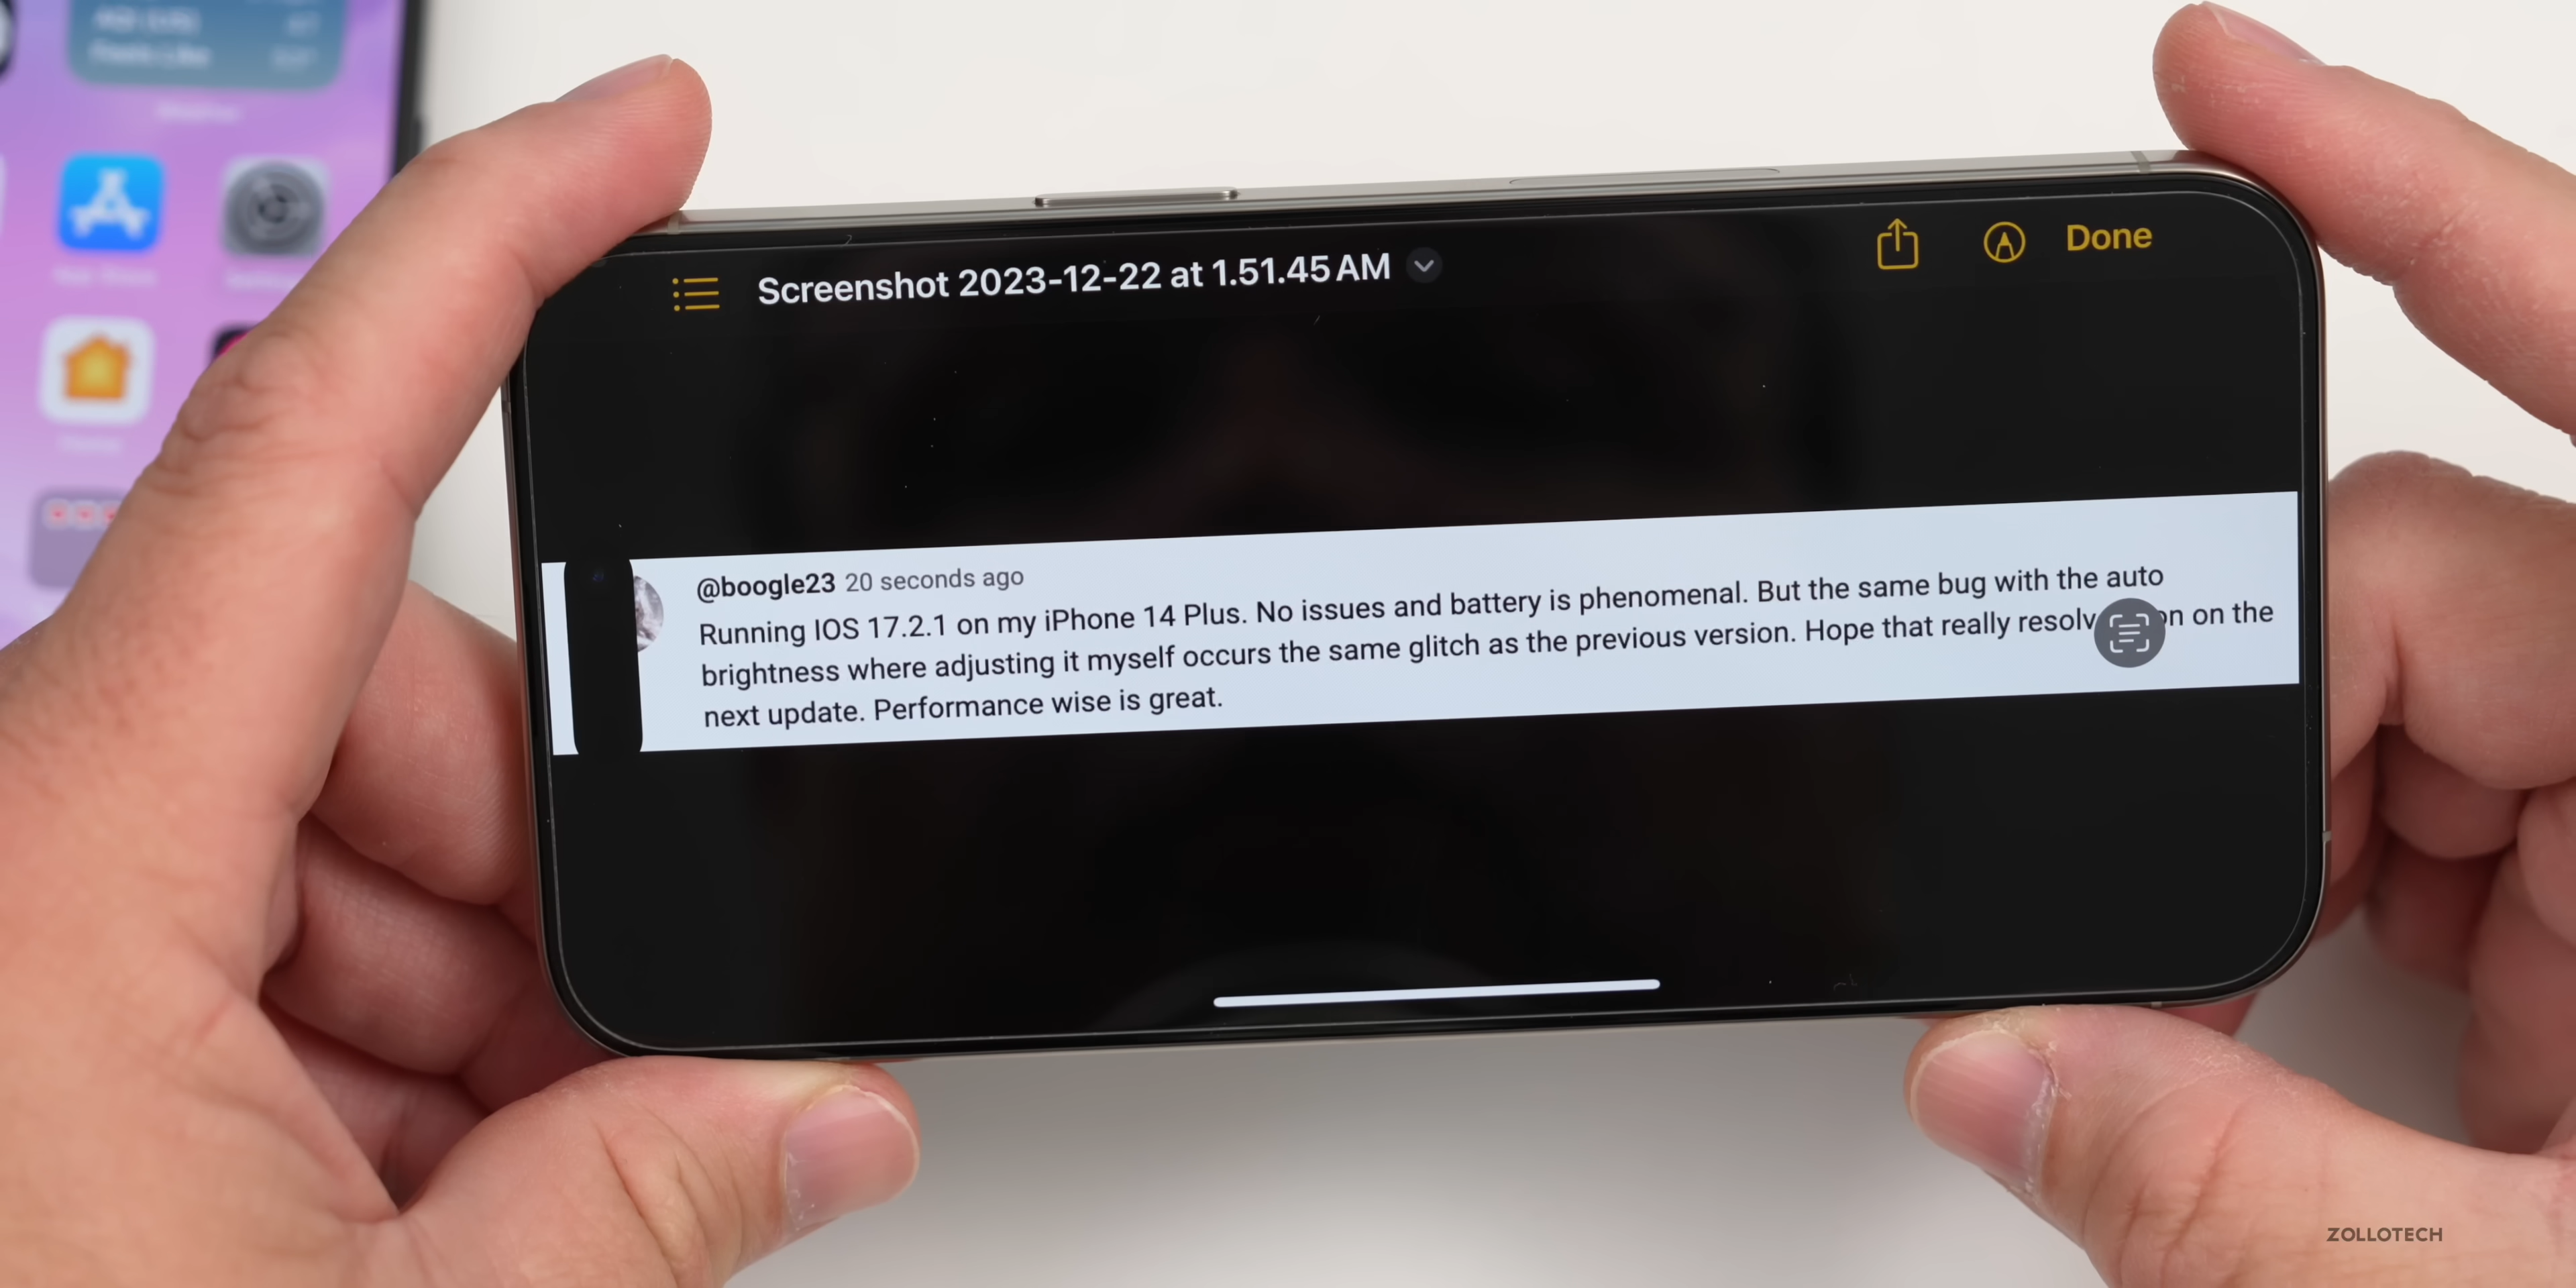 Screenshot 2023-12-22 at 1.51.45 AM
Done
@boogle23 20 seconds ago
Running IOS 17.2.1 on my iPhone 14 Plus. No issues and battery is phenomenal. But the same bug with the auto
brightness where adjusting it myself occurs the same glitch as the previous version. Hope that really resolv on on the
next update. Performance wise is great.
ZOLLOTECH